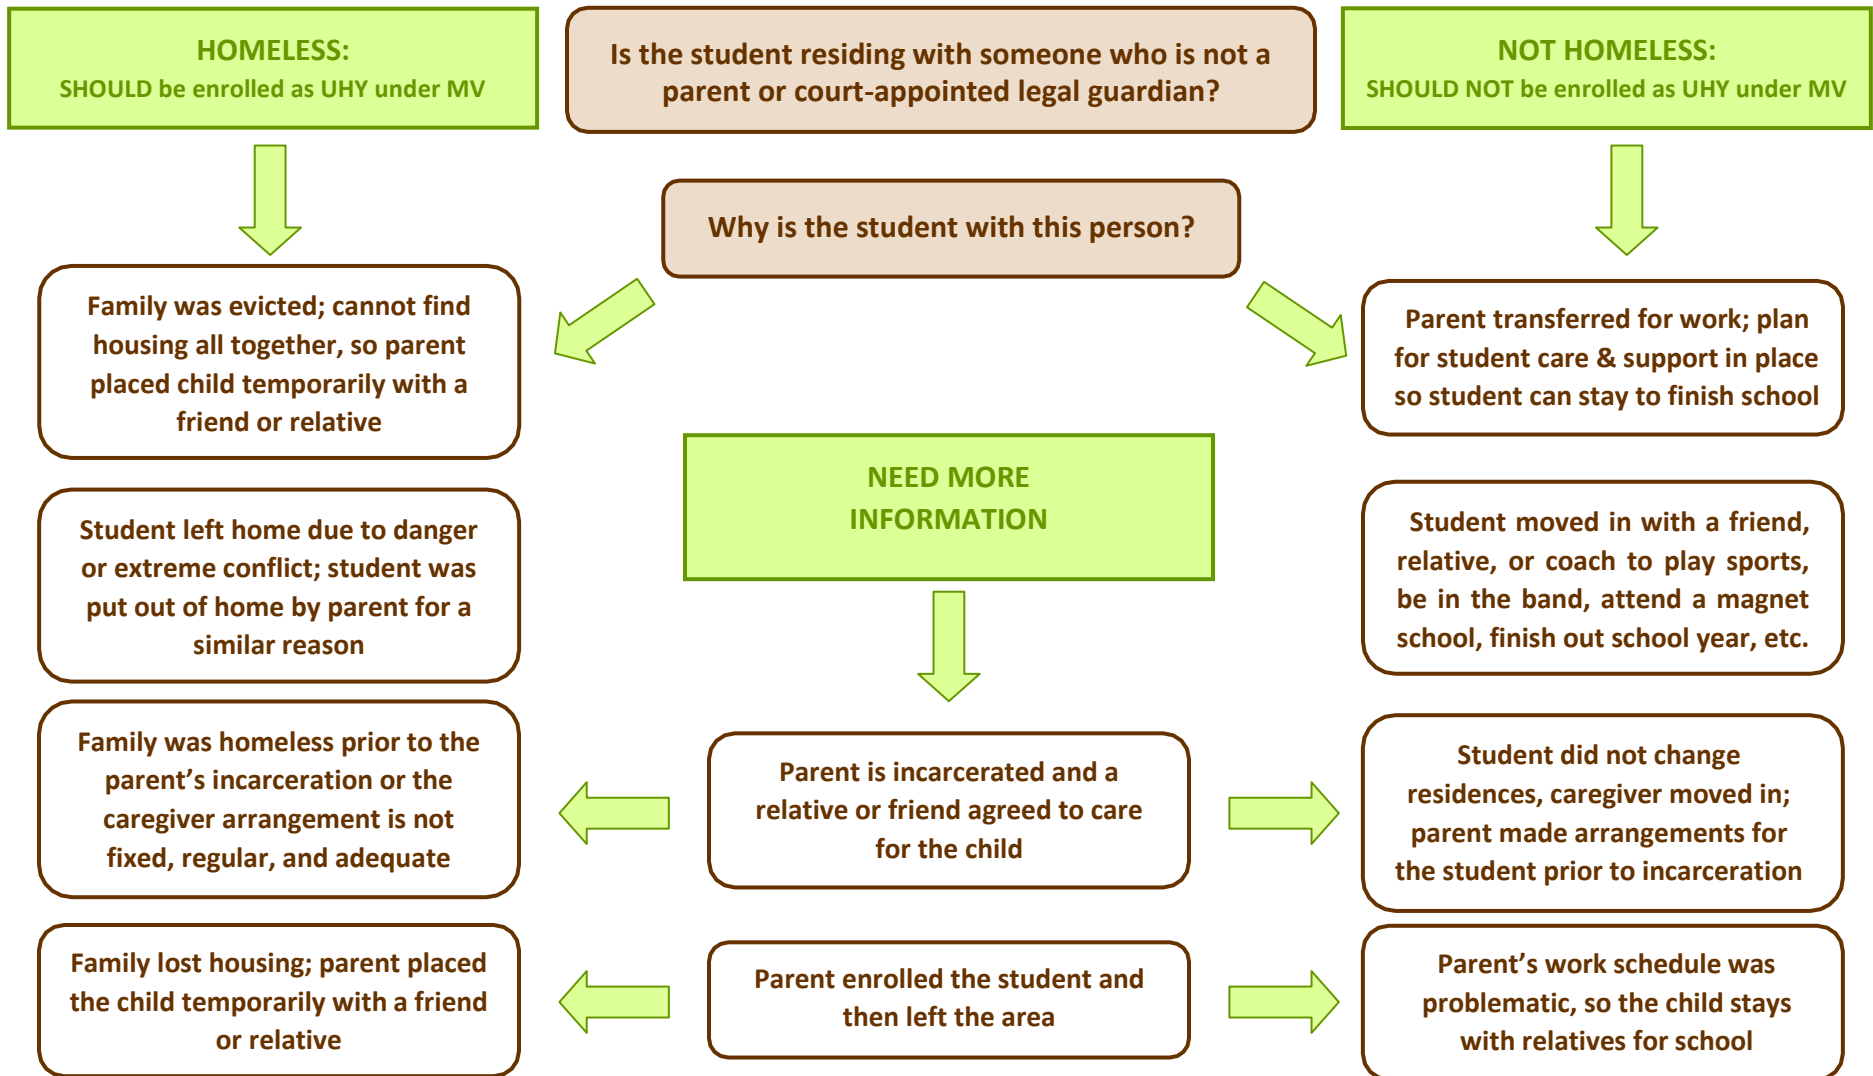 HOMELESS:
SHOULD be enrolled as UHY under MV
Is the student residing with someone who is not a
parent or court-appointed legal guardian?
NOT HOMELESS:
SHOULD NOT be enrolled as UHY under MV
Why is the student with this person?
Family was evicted; cannot find
housing all together, so parent
placed child temporarily with a
friend or relative
Parent transferred for work; plan
for student care & support in place
so student can stay to finish school
NEED MORE
INFORMATION
Student left home due to danger
or extreme conflict; student was
put out of home by parent for a
similar reason
Student moved in with a friend,
relative, or coach to play sports,
be in the band, attend a magnet
school, finish out school year, etc.
Family was homeless prior to the
parent’s incarceration or the
caregiver arrangement is not
fixed, regular, and adequate
Parent is incarcerated and a
relative or friend agreed to care
for the child
Student did not change
residences, caregiver moved in;
parent made arrangements for
the student prior to incarceration
Family lost housing; parent placed
the child temporarily with a friend
or relative
Parent enrolled the student and
then left the area
Parent’s work schedule was
problematic, so the child stays
with relatives for school